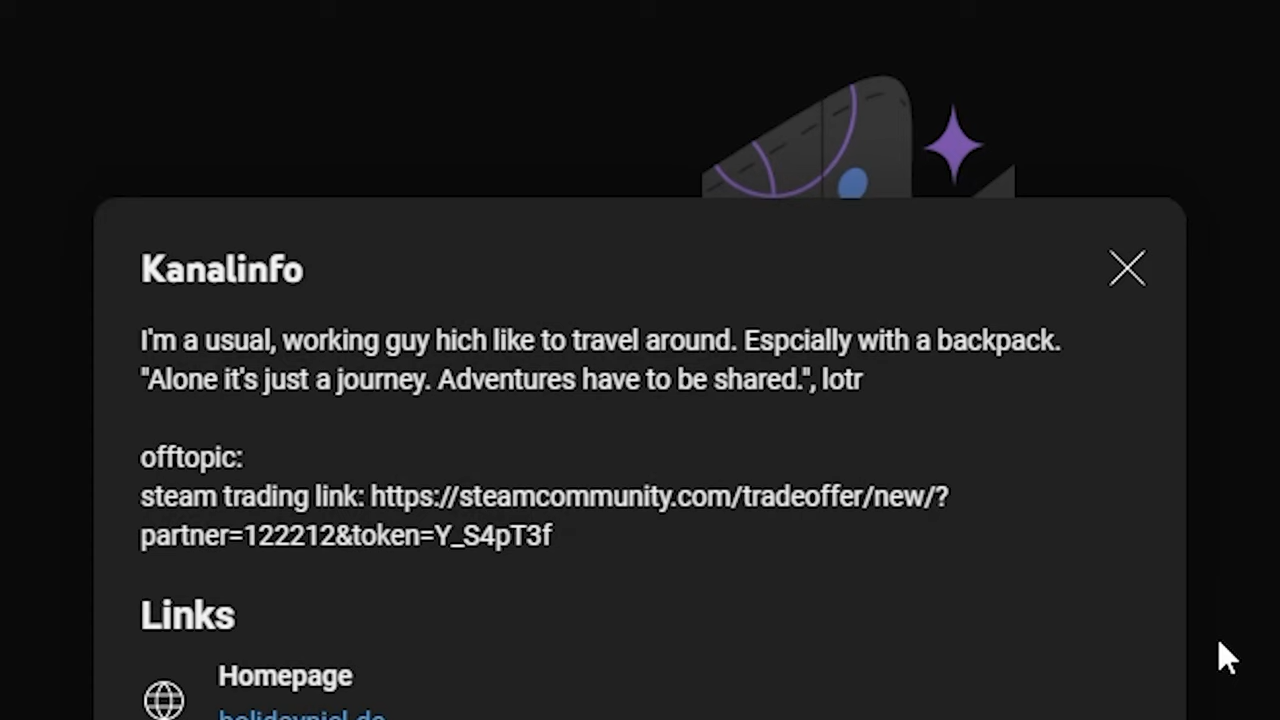 Kanalinfo
I'm a usual, working guy hich like to travel around. Espcially with a backpack.
"Alone it's just a journey. Adventures have to be shared.", lotr
offtopic:
steam trading link: https://steamcommunity.com/tradeoffer/new/?
partner=122212&token=Y_S4pT3f
Links
Homepage